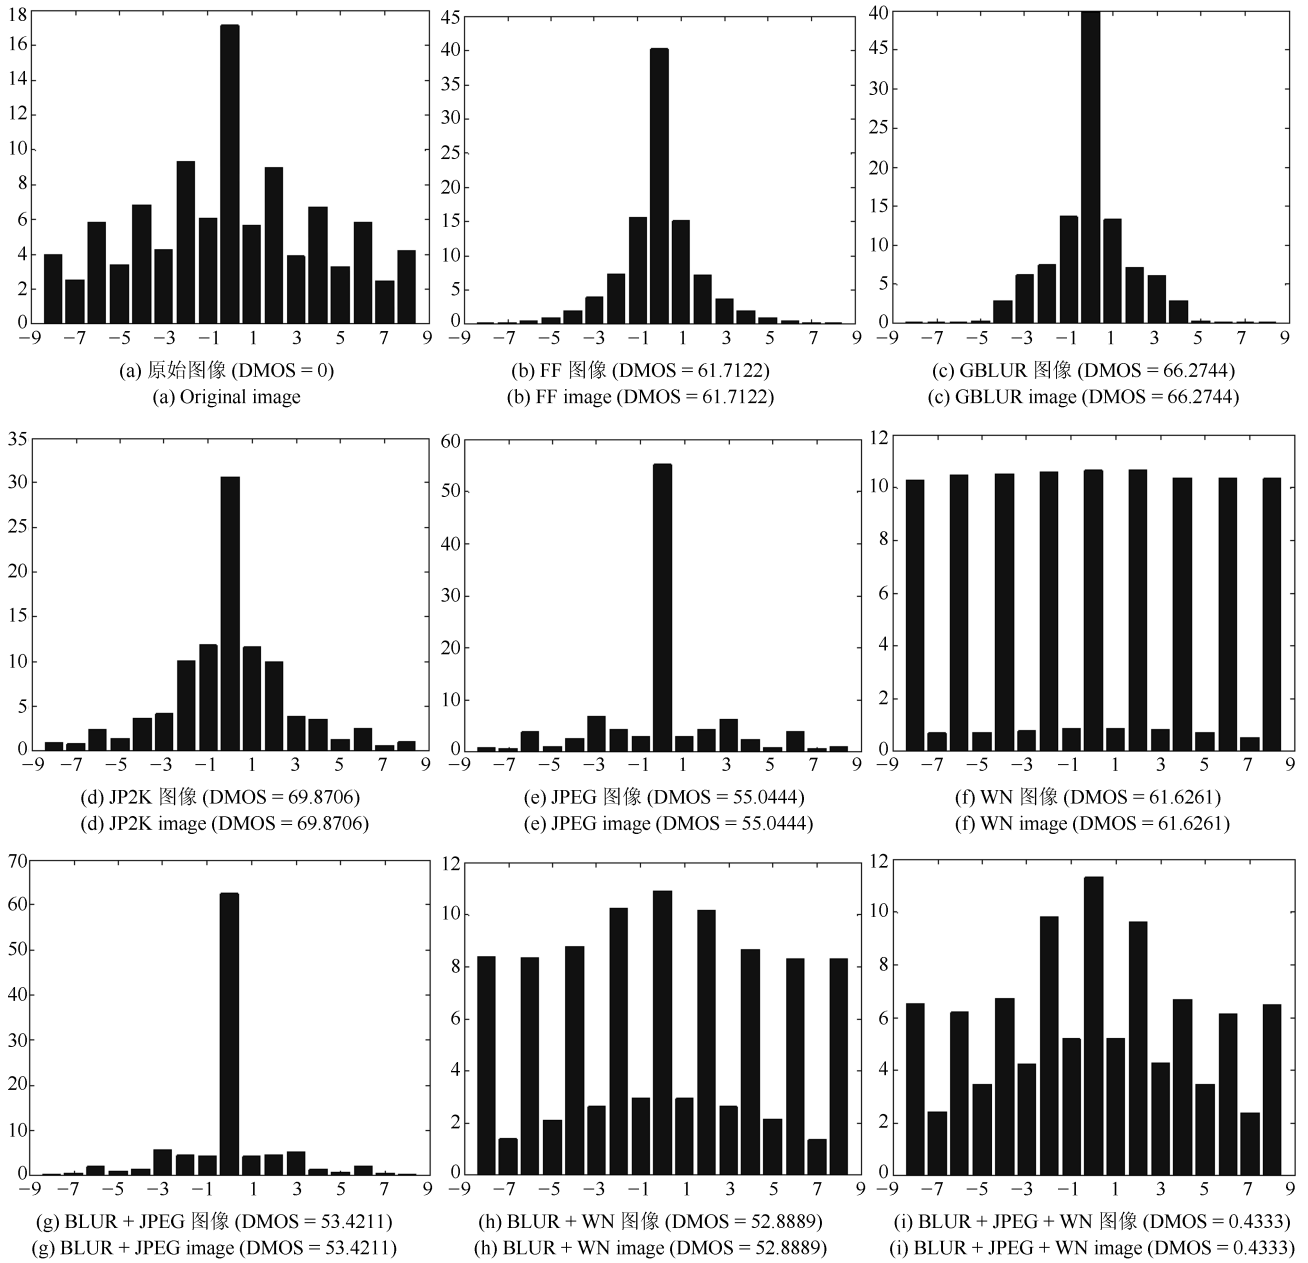 18
16
14
12
10
8
6
4
2
0
−9 −7 −5 −3 −1 1 3 5 7 9
(a) 原始图像 (DMOS = 0)
(a) Original image
45
40
35
30
25
20
15
10
5
0
−9 −7 −5 −3 −1 1 3 5 7 9
(b) FF 图像 (DMOS = 61.7122)
(b) FF image (DMOS = 61.7122)
40
45
35
30
25
20
15
10
5
0
−9 −7 −5 −3 −1 1 3 5 7 9
(c) GBLUR 图像 (DMOS = 66.2744)
(c) GBLUR image (DMOS = 66.2744)
35
30
25
20
15
10
5
0
−9 −7 −5 −3 −1 1 3 5 7 9
(d) JP2K 图像 (DMOS = 69.8706)
(d) JP2K image (DMOS = 69.8706)
60
50
40
30
20
10
0
−9 −7 −5 −3 −1 1 3 5 7 9
(e) JPEG 图像 (DMOS = 55.0444)
(e) JPEG image (DMOS = 55.0444)
12
10
8
6
4
2
0
−9 −7 −5 −3 −1 1 3 5 7 9
(f) WN 图像 (DMOS = 61.6261)
(f) WN image (DMOS = 61.6261)
70
60
50
40
30
20
10
0
−9 −7 −5 −3 −1 1 3 5 7 9
(g) BLUR + JPEG 图像 (DMOS = 53.4211)
(g) BLUR + JPEG image (DMOS = 53.4211)
12
10
8
6
4
2
0
−9 −7 −5 −3 −1 1 3 5 7 9
(h) BLUR + WN 图像 (DMOS = 52.8889)
(h) BLUR + WN image (DMOS = 52.8889)
12
10
8
6
4
2
0
−9 −7 −5 −3 −1 1 3 5 7 9
(i) BLUR + JPEG + WN 图像 (DMOS = 0.4333)
(i) BLUR + JPEG + WN image (DMOS = 0.4333)